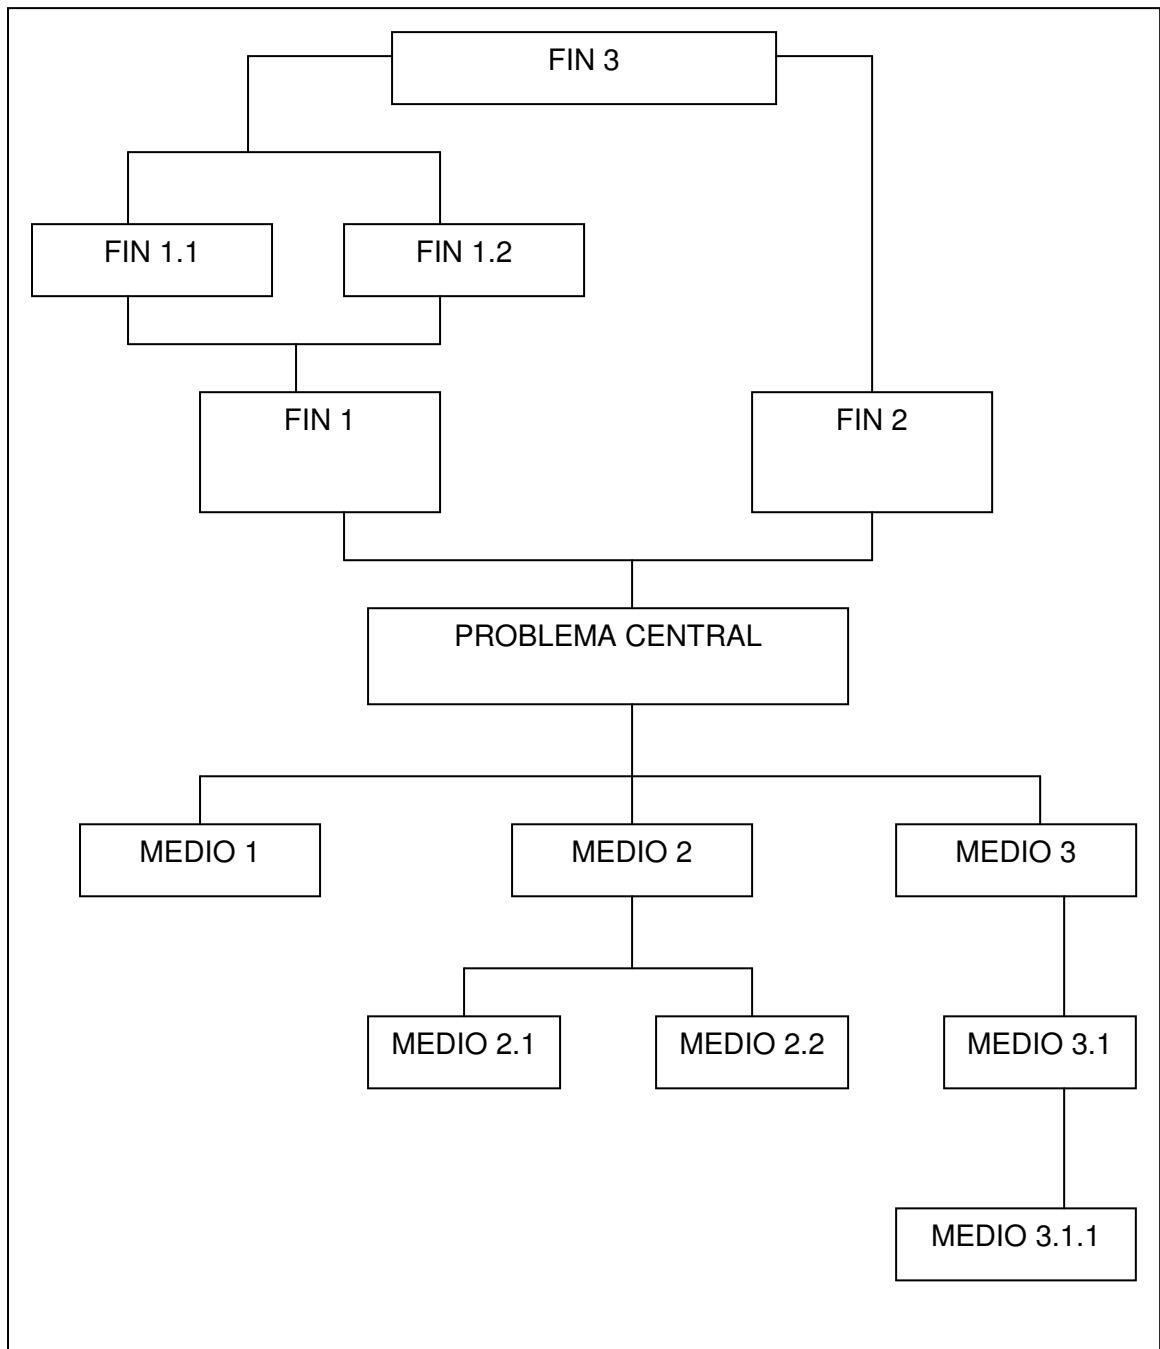 FIN 3
FIN 1.1
FIN 1.2
FIN 1
FIN 2
PROBLEMA CENTRAL
MEDIO 1
MEDIO 2
MEDIO 3
MEDIO 2.1
MEDIO 2.2
MEDIO 3.1
MEDIO 3.1.1